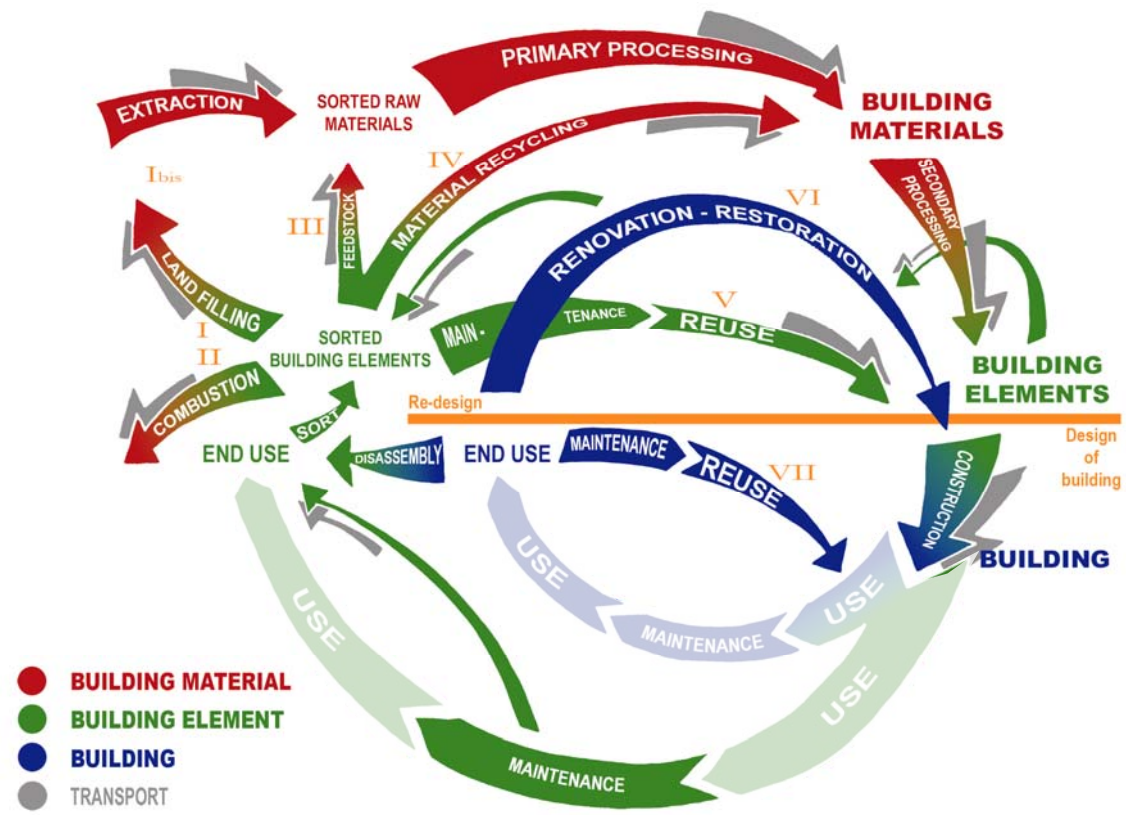 PRIMARY PROCESSING
EXTRACTION
SORTED RAW
MATERIALS
BUILDING
MATERIALS
MATERIAL RECYCLING
IV
Ibis
III
FEEDSTOCK
SECONDARY
PROCESSING
VI
RENOVATION - RESTORATION
LAND FILLING
I
II
SORTED
BUILDING ELEMENTS
MAIN -
TENANCE
V
REUSE
BUILDING
ELEMENTS
COMBUSTION
SORT
Re-design
Design
of
building
END USE
DISASSEMBLY
END USE
MAINTENANCE
REUSE
VII
CONSTRUCTION
BUILDING
USE
USE
MAINTENANCE
USE
USE
MAINTENANCE
BUILDING MATERIAL
BUILDING ELEMENT
BUILDING
TRANSPORT